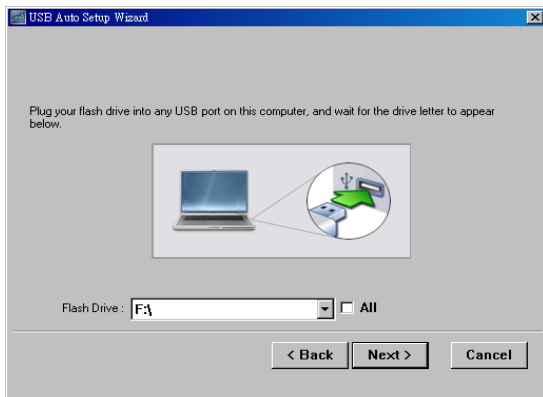 USB Auto Setup Wizard
Plug your flash drive into any USB port on this computer, and wait for the drive letter to appear
below.
Flash Drive : F:\ All
< Back Next > Cancel